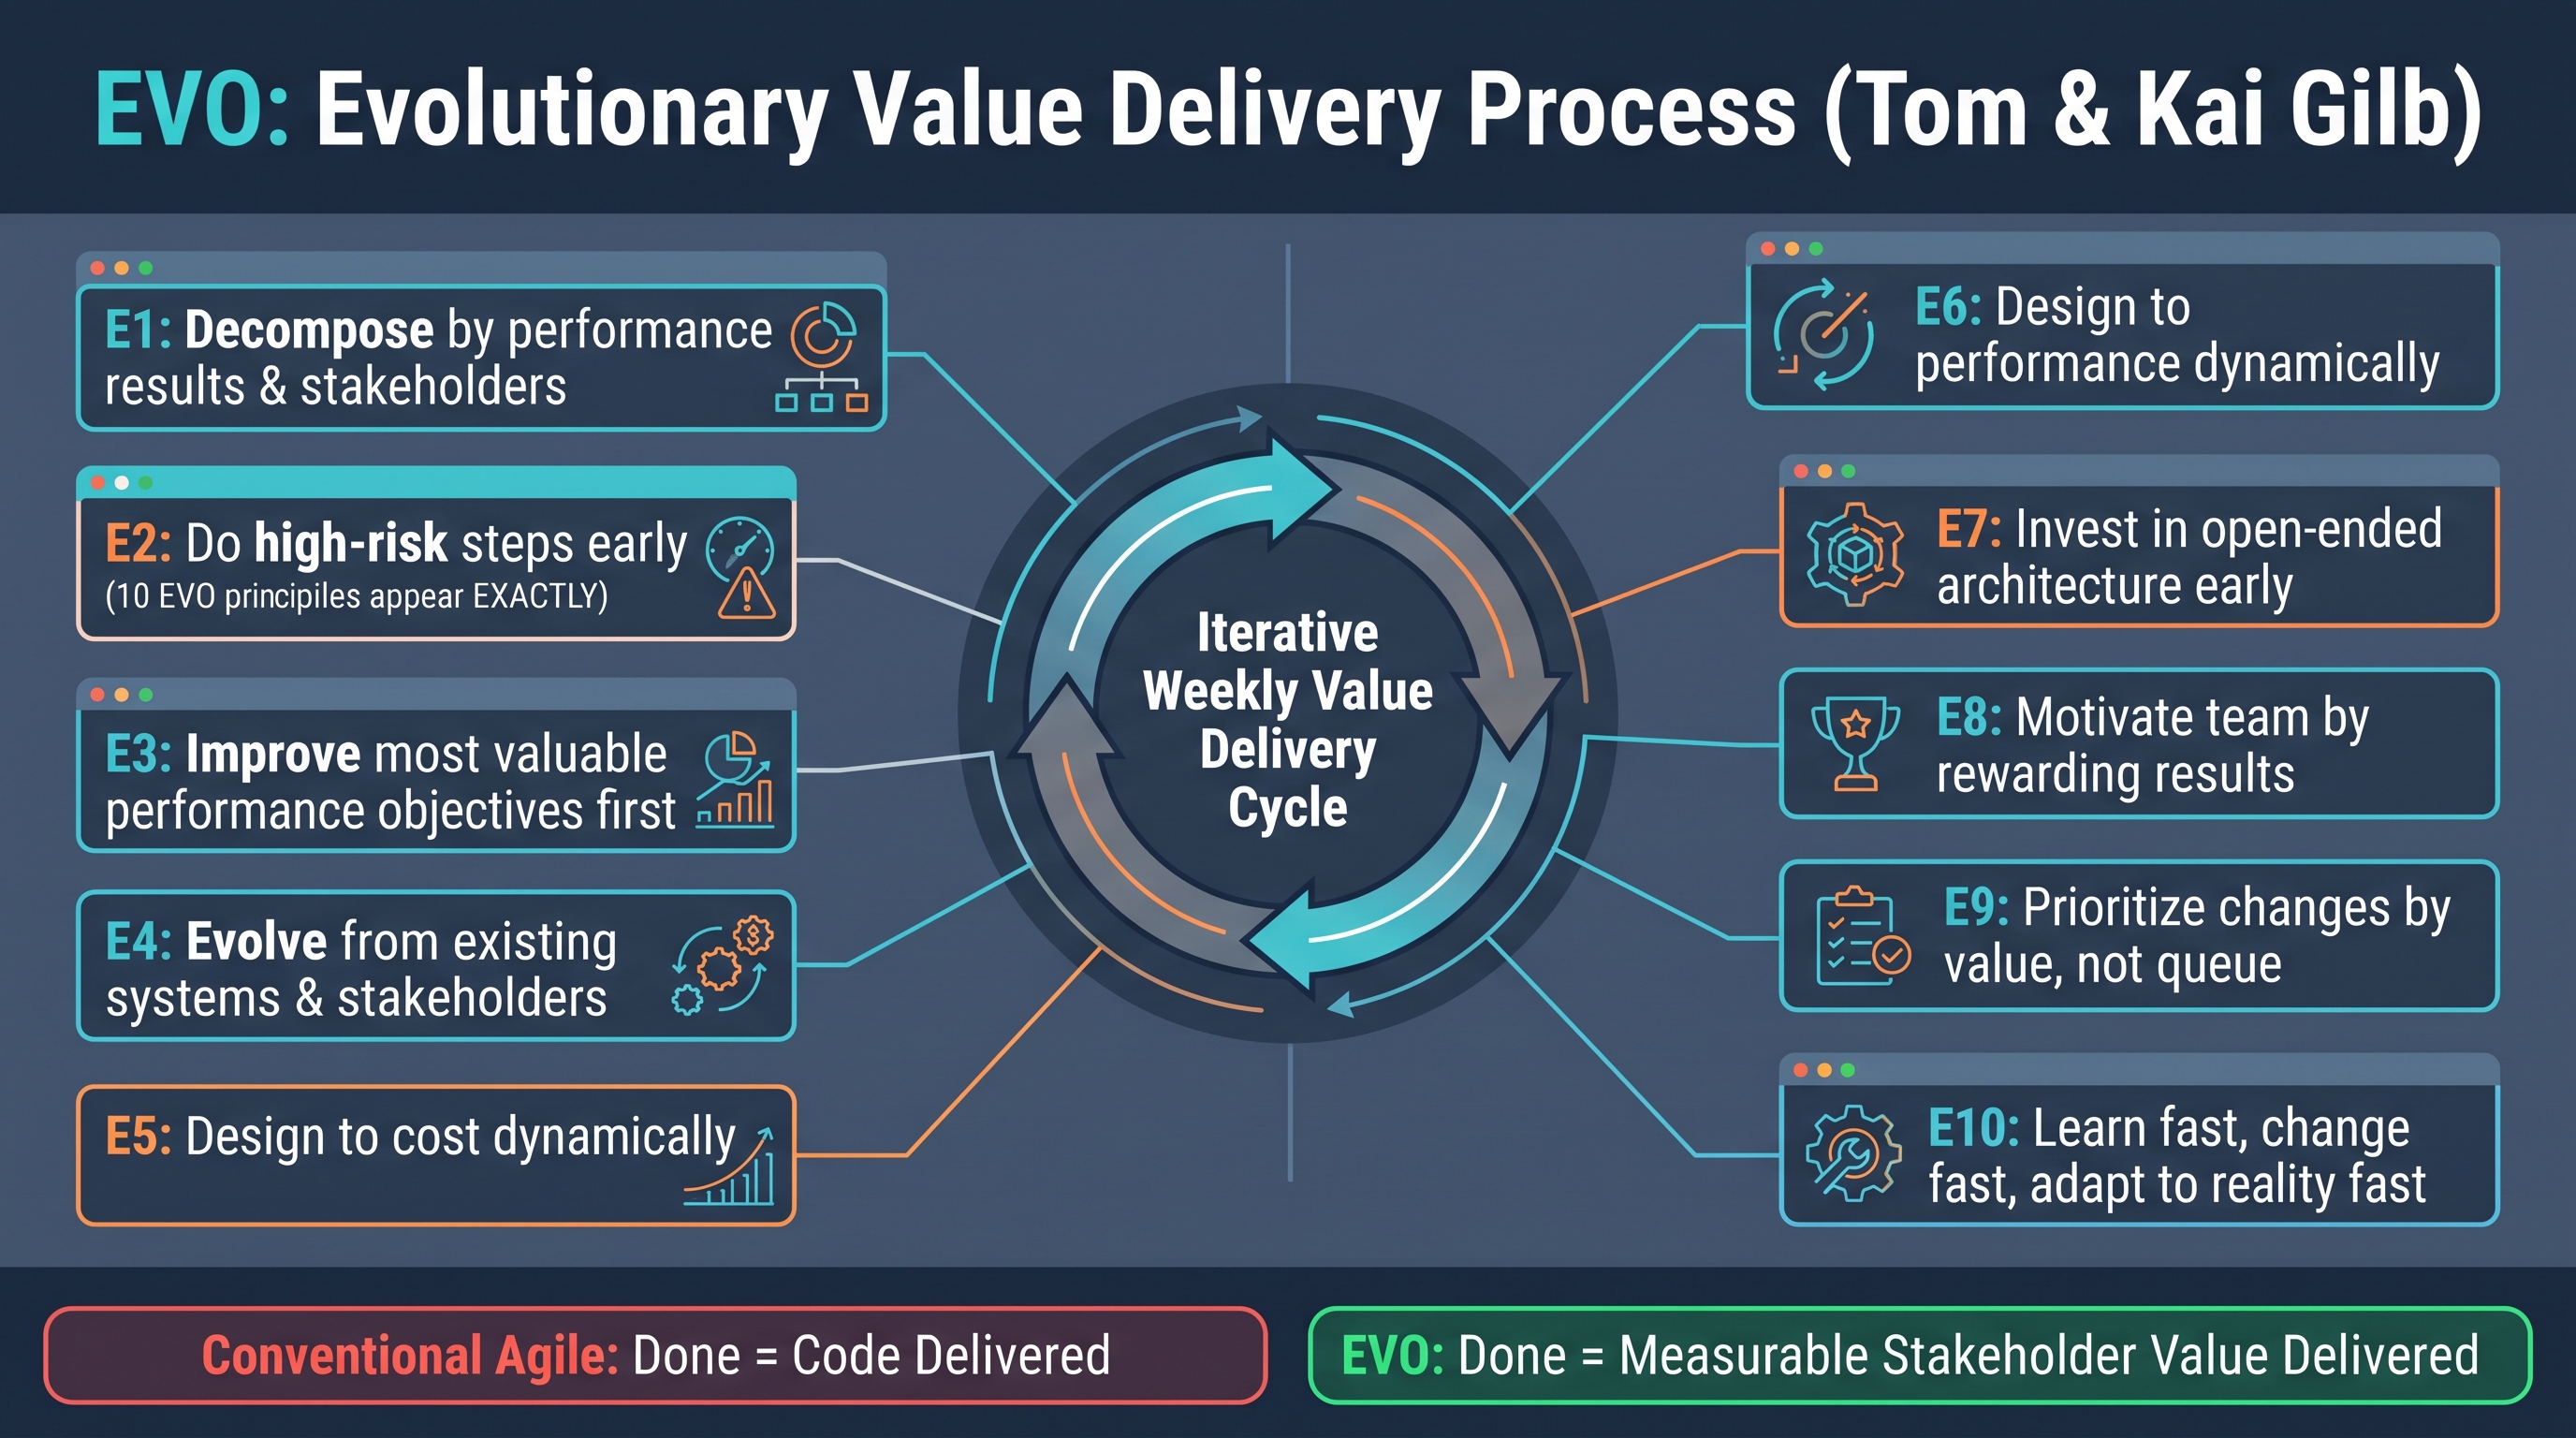 EVO: Evolutionary Value Delivery Process (Tom & Kai Gilb)
E1: Decompose by performance
results & stakeholders
E2: Do high-risk steps early
(10 EVO principiles appear EXACTLY)
E3: Improve most valuable
performance objectives first
E4: Evolve from existing
systems & stakeholders
E5: Design to cost dynamically
Iterative
Weekly Value
Delivery
Cycle
E6: Design to
performance dynamically
E7: Invest in open-ended
architecture early
E8: Motivate team by
rewarding results
E9: Prioritize changes by
value, not queue
E10: Learn fast, change
fast, adapt to reality fast
Conventional Agile: Done = Code Delivered
EVO: Done = Measurable Stakeholder Value Delivered